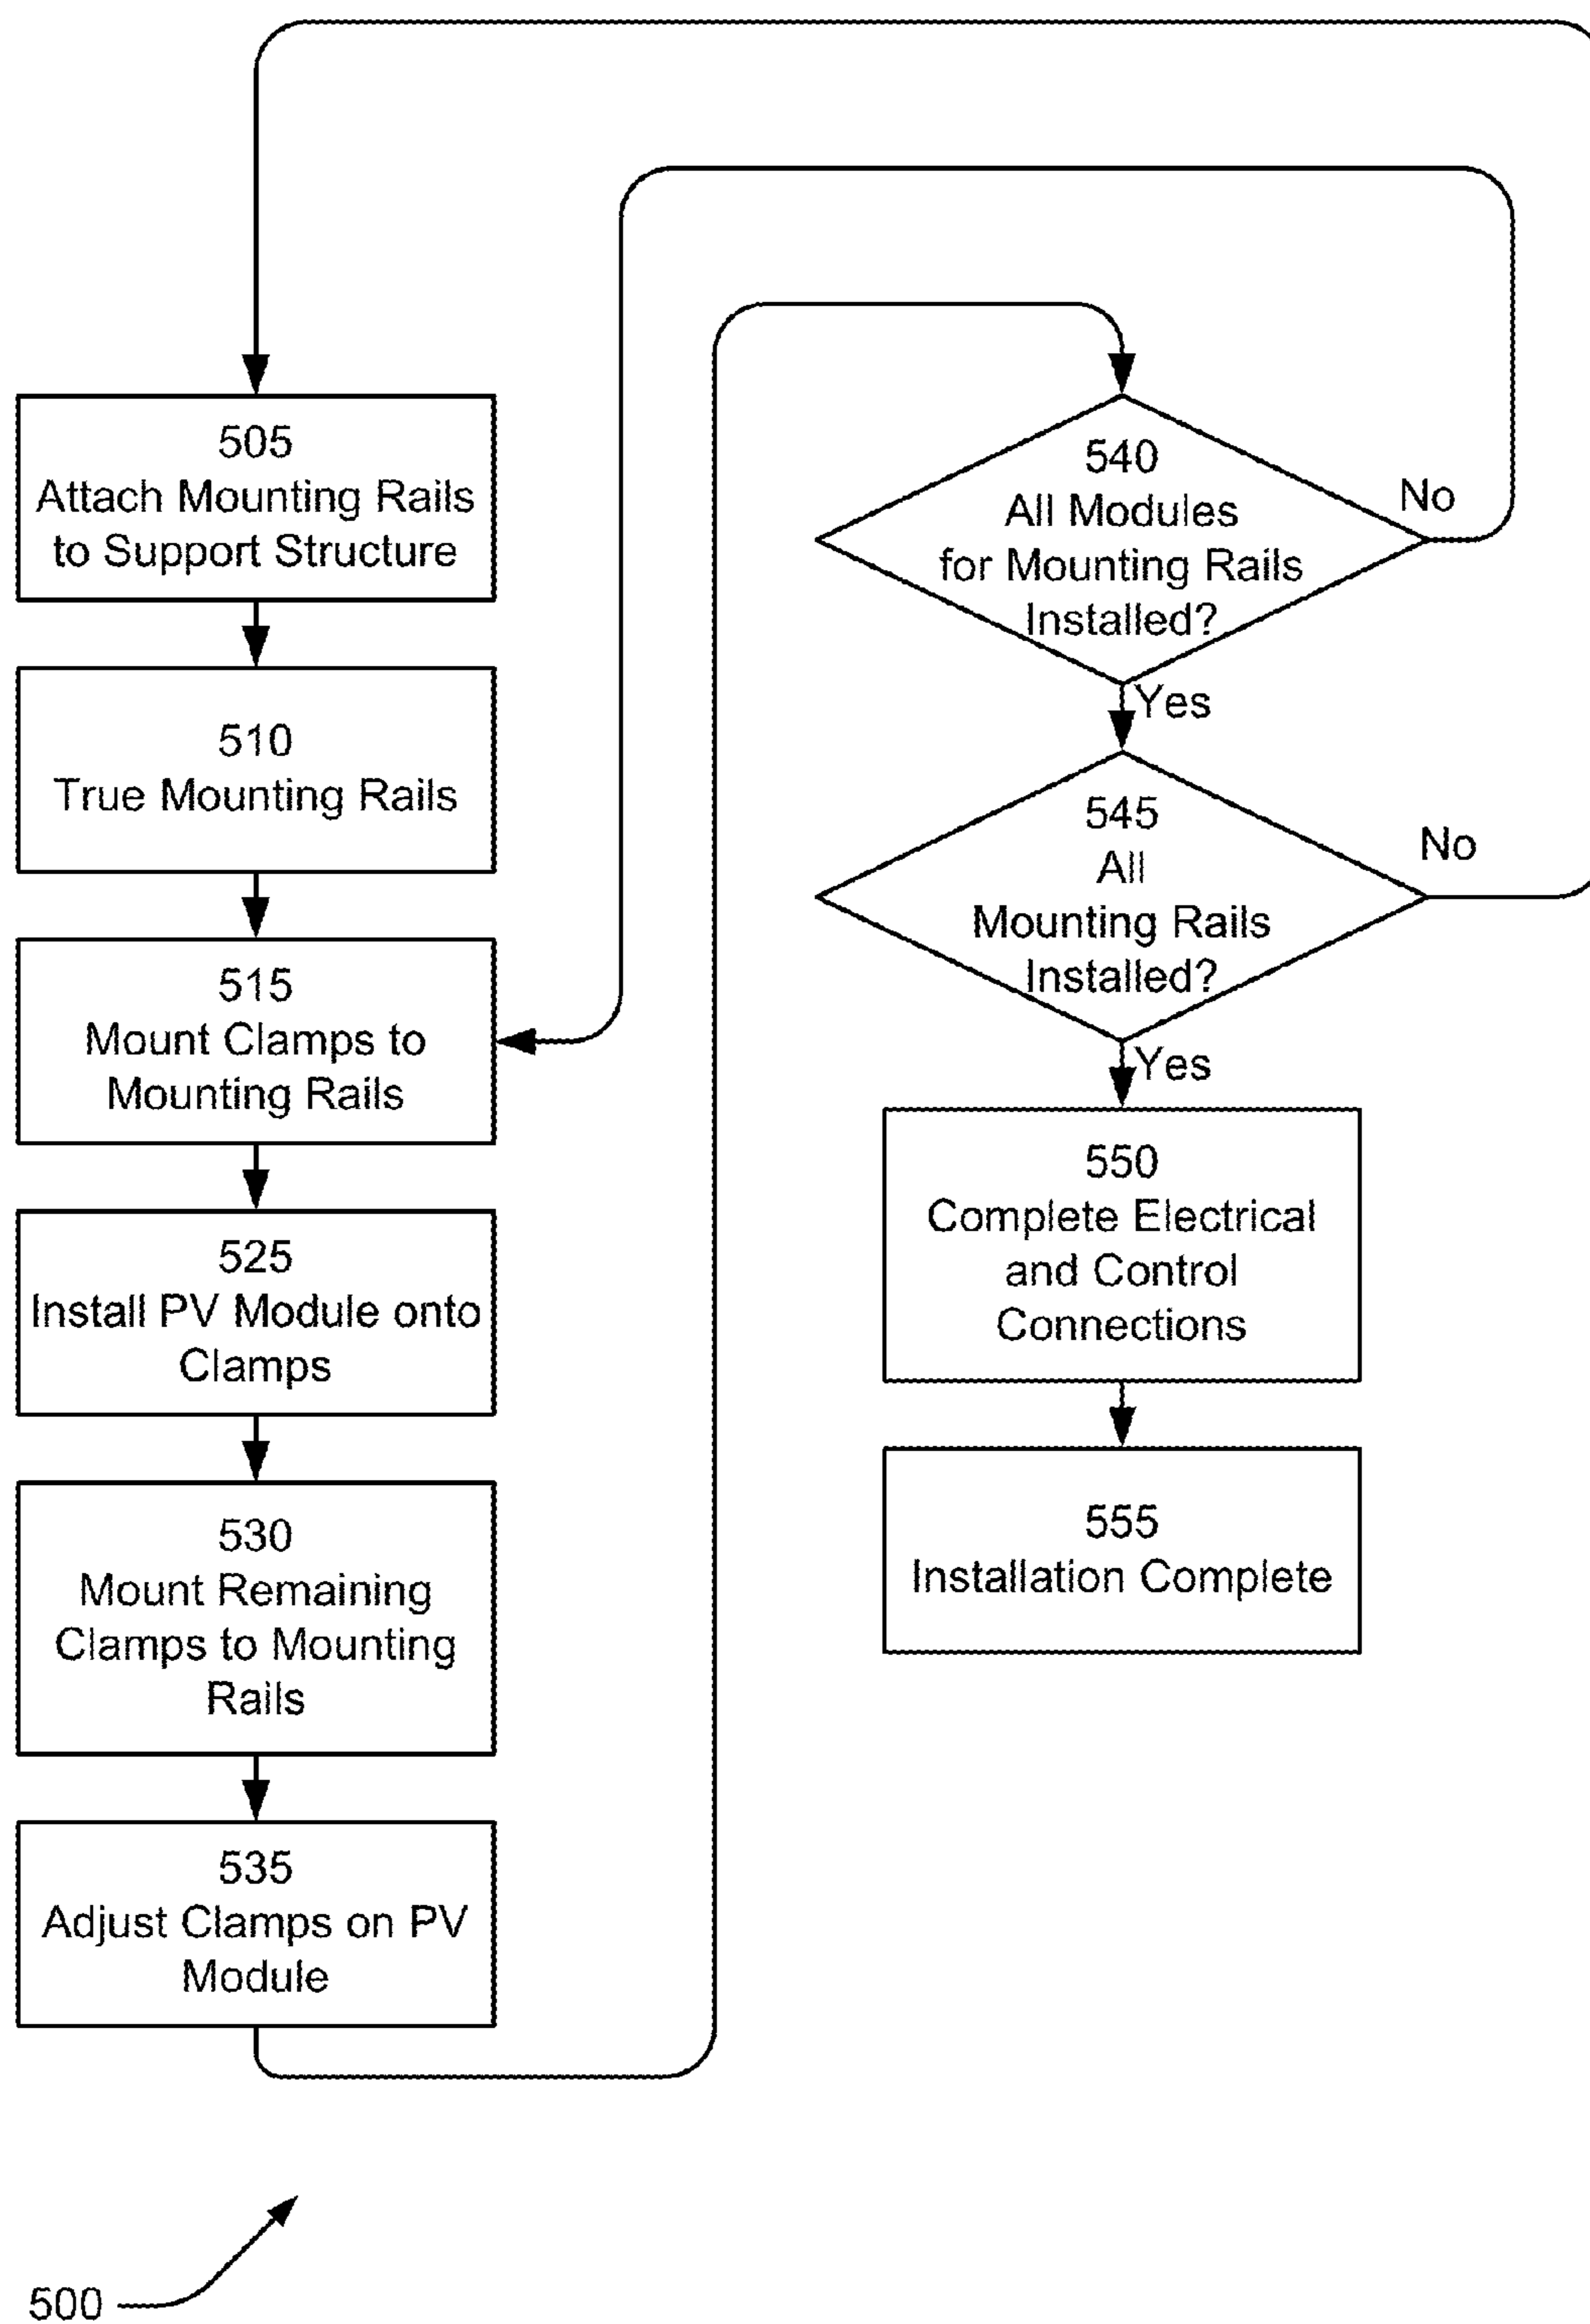 505
Attach Mounting Rails
to Support Structure
510
True Mounting Rails
515
Mount Clamps to
Mounting Rails
525
Install PV Module onto
Clamps
530
Mount Remaining
Clamps to Mounting
Rails
535
Adjust Clamps on PV
Module
540
All Modules
for Mounting Rails
Installed?
No
Yes
545
All
Mounting Rails
Installed?
No
Yes
550
Complete Electrical
and Control
Connections
555
Installation Complete
500